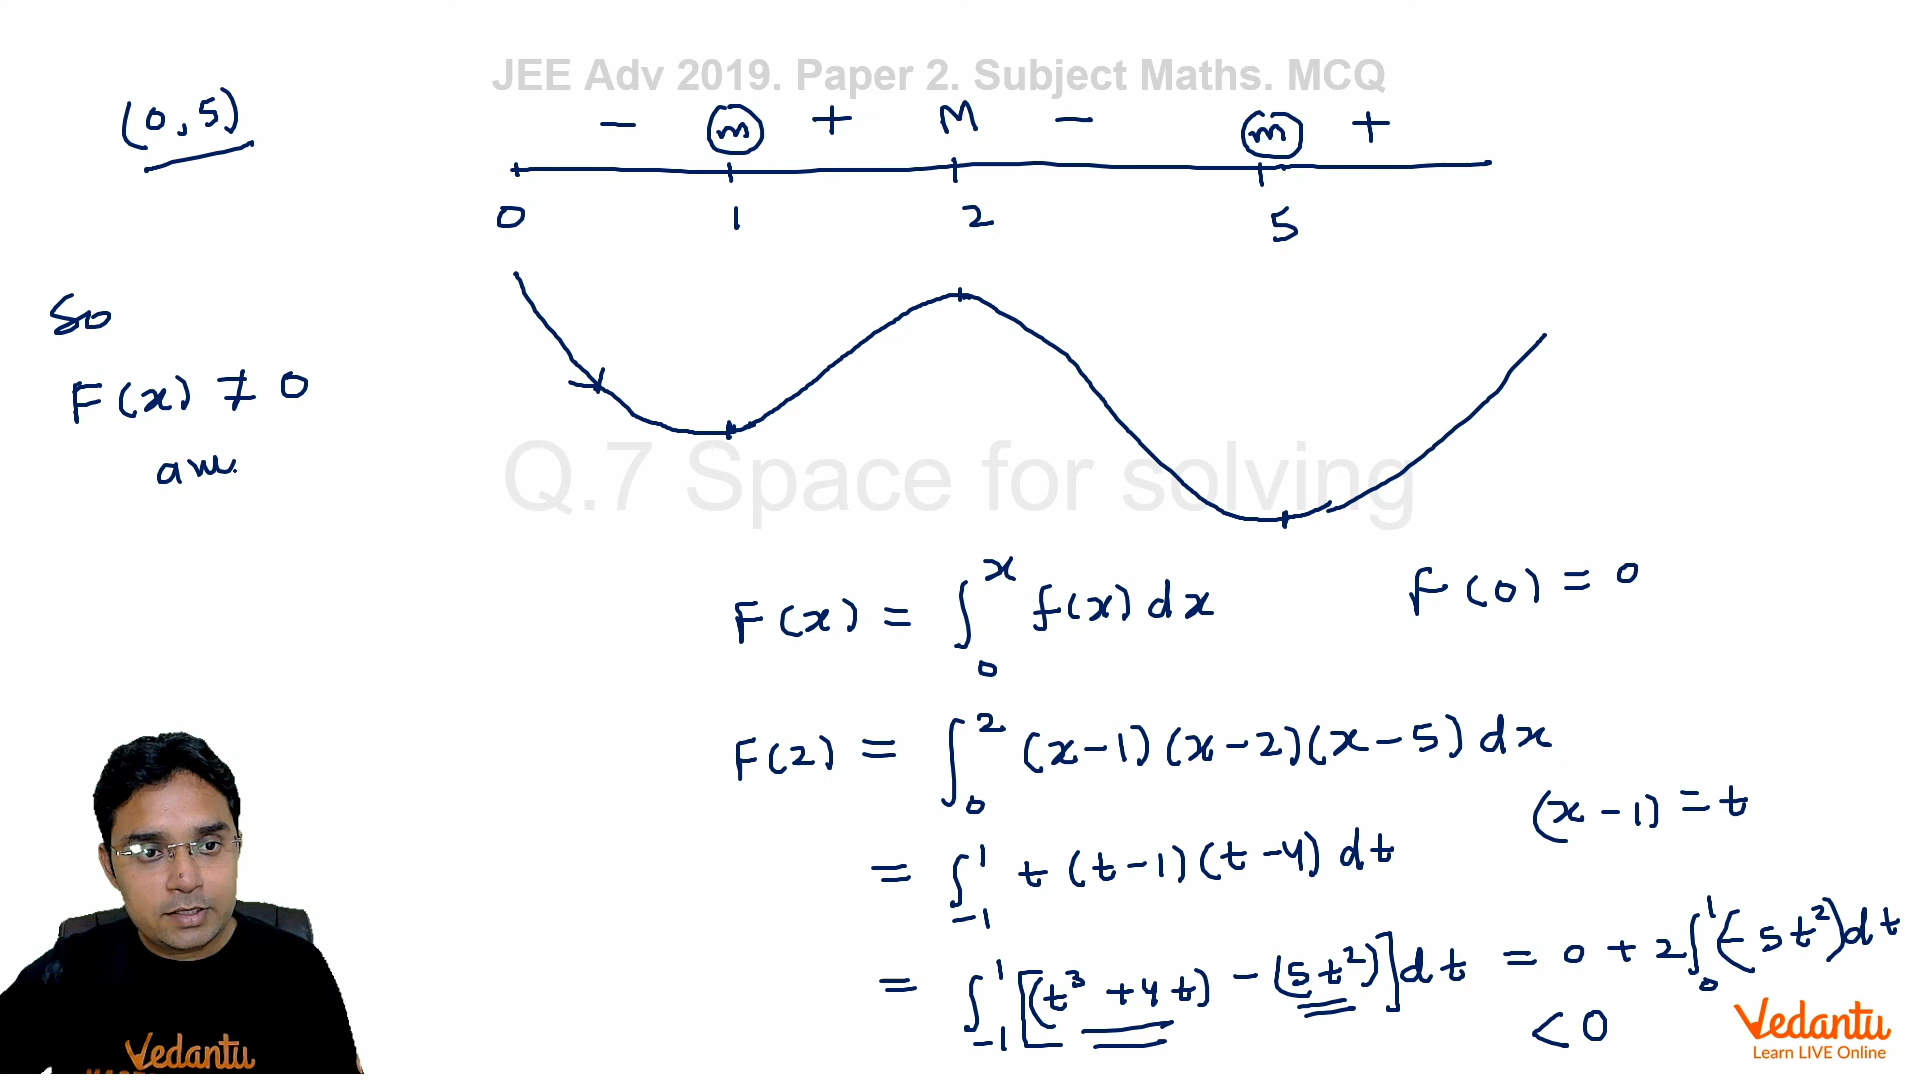 JEE Adv 2019. Paper 2. Subject Maths. MCQ
(0,5)
− m + M − m +
0 1 2 5
So
F(x) ≠ 0
Q.7 Space for solving
F(x) = ∫₀ˣ f(x) dx F(0) = 0
F(2) = ∫₀² (x-1)(x-2)(x-5) dx
(x-1) = t
= ∫₋₁¹ t(t-1)(t-4) dt
= ∫₋₁¹ [(t³ + 4t) - (5t²)] dt = 0 + 2∫₀¹ (-5t²) dt
< 0
Vedantu
Learn LIVE Online
Vedantu